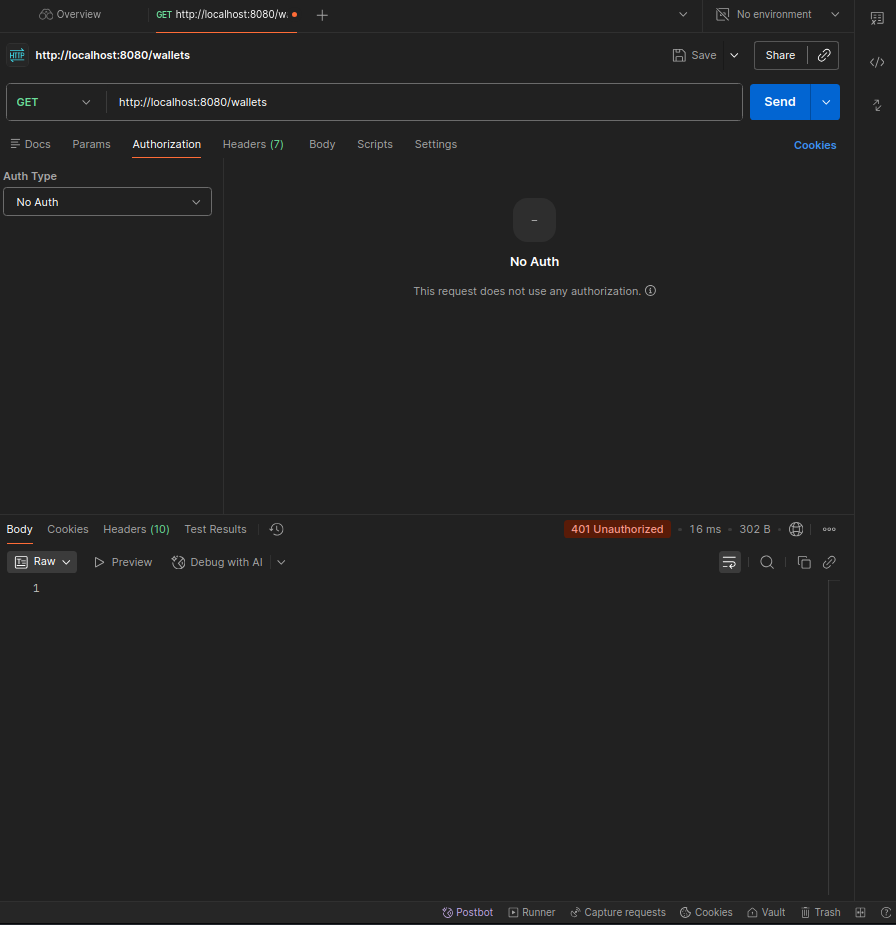 Overview
GET http://localhost:8080/w.
No environment
HTTP http://localhost:8080/wallets
Save
Share
GET
http://localhost:8080/wallets
Send
Docs Params Authorization Headers (7) Body Scripts Settings
Cookies
Auth Type
No Auth
No Auth
This request does not use any authorization.
Body Cookies Headers (10) Test Results
401 Unauthorized 16 ms 302 B
Raw Preview Debug with AI
1
Postbot Runner Capture requests Cookies Vault Trash